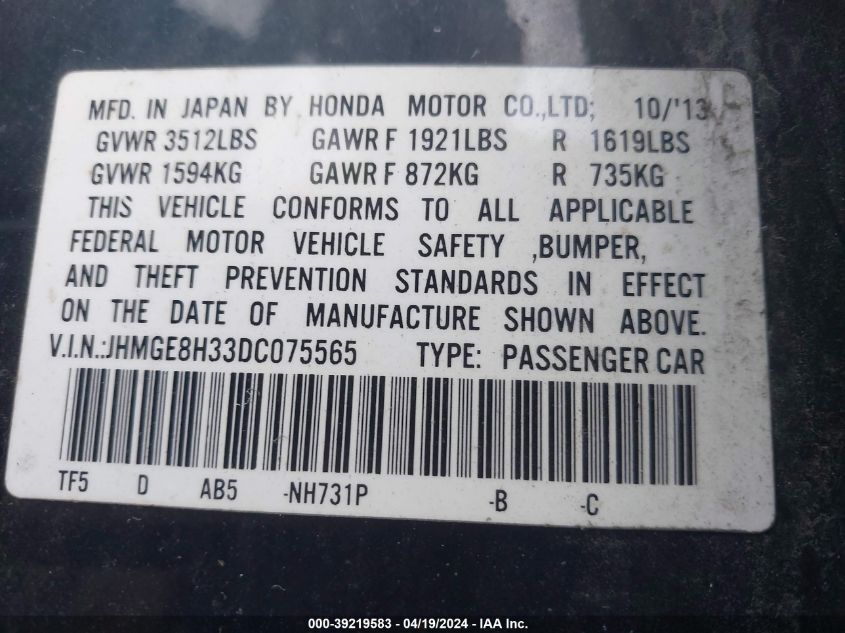 MFD. IN JAPAN BY HONDA MOTOR CO.,LTD; 10/'13
GVWR 3512LBS GAWR F 1921LBS R 1619LBS
GVWR 1594KG GAWR F 872KG R 735KG
THIS VEHICLE CONFORMS TO ALL APPLICABLE
FEDERAL MOTOR VEHICLE SAFETY ,BUMPER,
AND THEFT PREVENTION STANDARDS IN EFFECT
ON THE DATE OF MANUFACTURE SHOWN ABOVE.
V.I.N.:JHMGE8H33DC075565 TYPE: PASSENGER CAR
TF5 D AB5 -NH731P -B -C
000-39219583 - 04/19/2024 - IAA Inc.